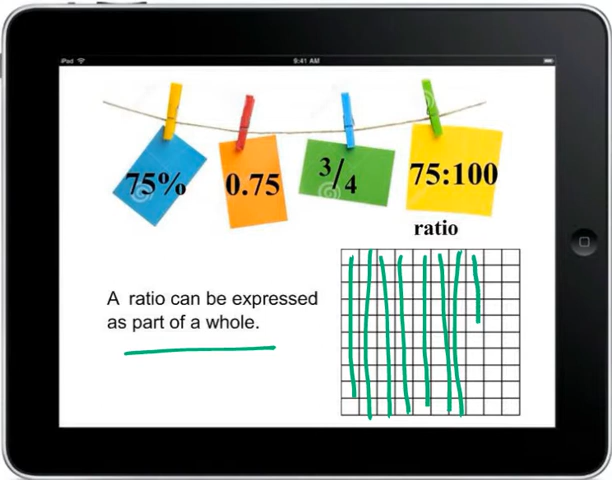 iPad
9:41 AM
75%
0.75
3/4
75:100
ratio
A ratio can be expressed
as part of a whole.